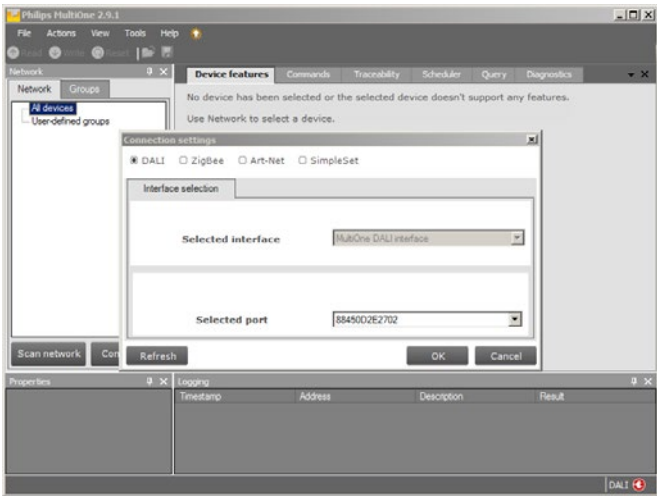 Philips MultiOne 2.9.1
File Actions View Tools Help
Read Write Reset
Network
Network Groups
All devices
User-defined groups
Device features Commands Traceability Scheduler Query Diagnostics
No device has been selected or the selected device doesn't support any features.
Use Network to select a device.
Connection settings
DALI ZigBee Art-Net SimpleSet
Interface selection
Selected interface MultiOne DALI interface
Selected port 88450D2E2702
Scan network Con
Refresh OK Cancel
Properties
Logging
Timestamp Address Description Result
DALI